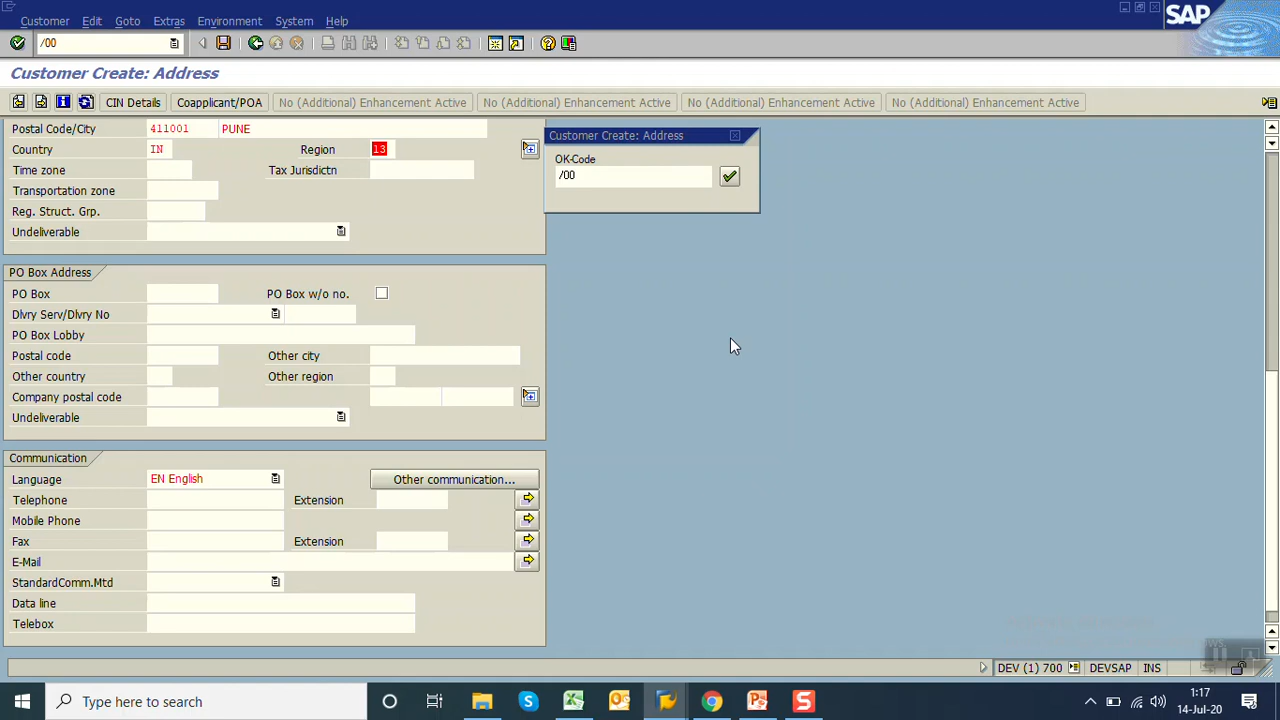 Customer Edit Goto Extras Environment System Help
SAP
/00
Customer Create: Address
CIN Details Coapplicant/POA No (Additional) Enhancement Active No (Additional) Enhancement Active No (Additional) Enhancement Active No (Additional) Enhancement Active
Postal Code/City 411001 PUNE
Country IN Region 13
Time zone Tax Jurisdictn
Transportation zone
Reg. Struct. Grp.
Undeliverable
Customer Create: Address
OK-Code
/00
PO Box Address
PO Box PO Box w/o no.
Dlvry Serv/Dlvry No
PO Box Lobby
Postal code Other city
Other country Other region
Company postal code
Undeliverable
Communication
Language EN English Other communication...
Telephone Extension
Mobile Phone
Fax Extension
E-Mail
StandardComm.Mtd
Data line
Telebox
DEV (1) 700 DEVSAP INS
Type here to search
1:17
14-Jul-20